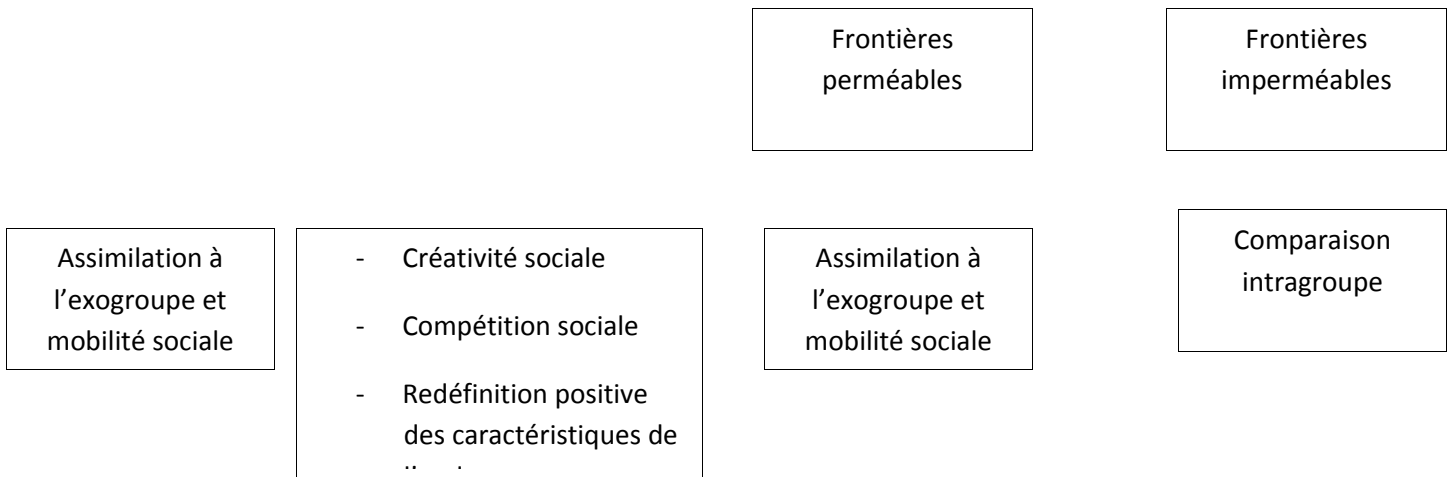 Frontières
perméables
Frontières
imperméables
Assimilation à
l’exogroupe et
mobilité sociale
- Créativité sociale
- Compétition sociale
- Redéfinition positive
des caractéristiques de
Assimilation à
l’exogroupe et
mobilité sociale
Comparaison
intragroupe